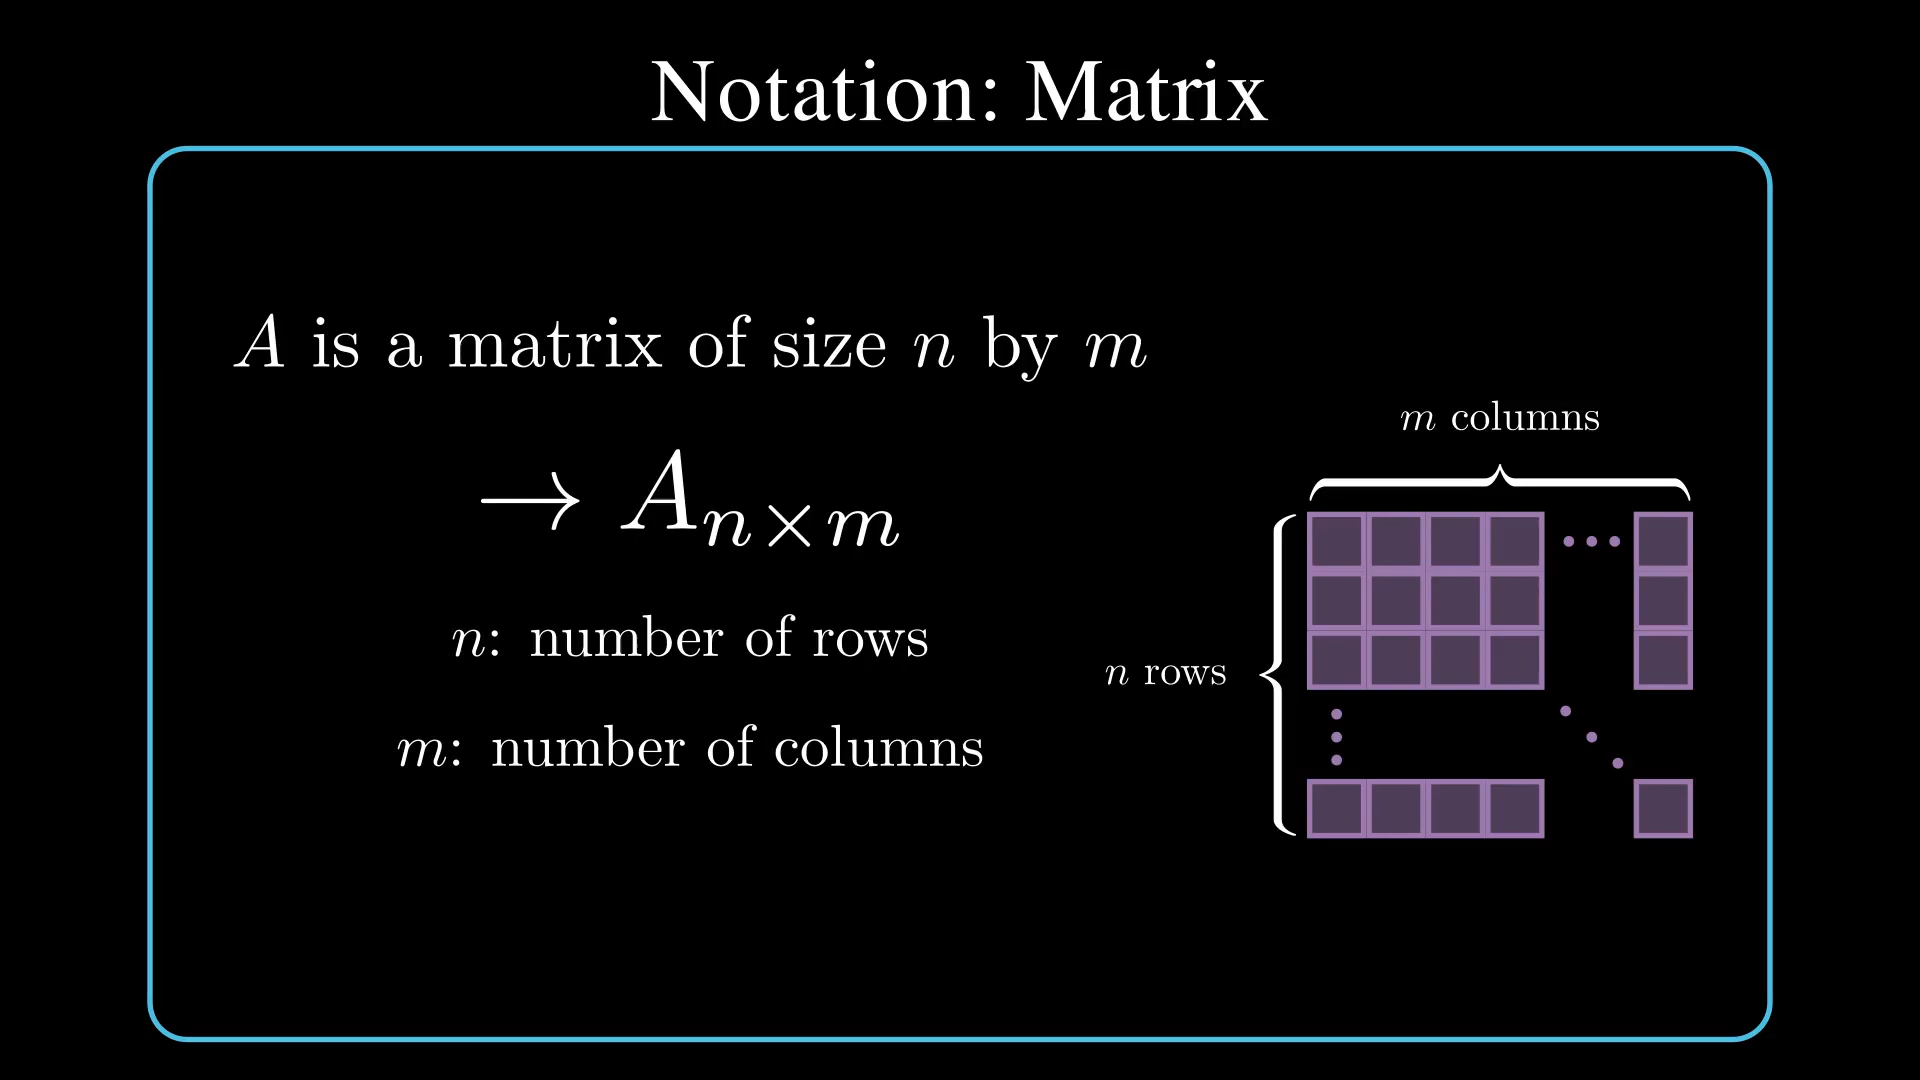 Notation: Matrix
A is a matrix of size n by m
→ A_{n×m}
n: number of rows
m: number of columns
m columns
n rows